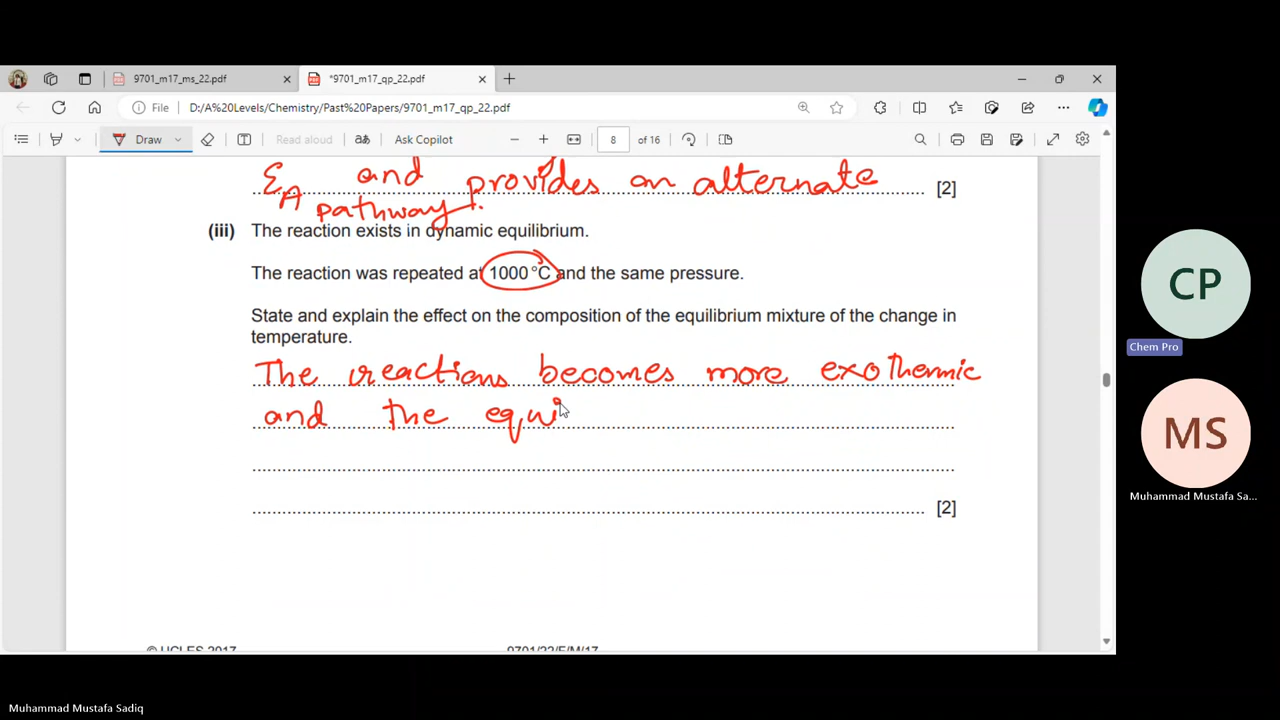 9701_m17_ms_22.pdf
*9701_m17_qp_22.pdf
File D:/A%20Levels/Chemistry/Past%20Papers/9701_m17_qp_22.pdf
Draw Read aloud aあ Ask Copilot 8 of 16
EA and provides an alternate [2]
pathway.
(iii) The reaction exists in dynamic equilibrium.
The reaction was repeated at 1000 °C and the same pressure.
State and explain the effect on the composition of the equilibrium mixture of the change in
temperature.
The reactions becomes more exothermic
and the equi
[2]
© UCLES 2017 9701/22/F/M/17
CP
Chem Pro
MS
Muhammad Mustafa Sa...
Muhammad Mustafa Sadiq